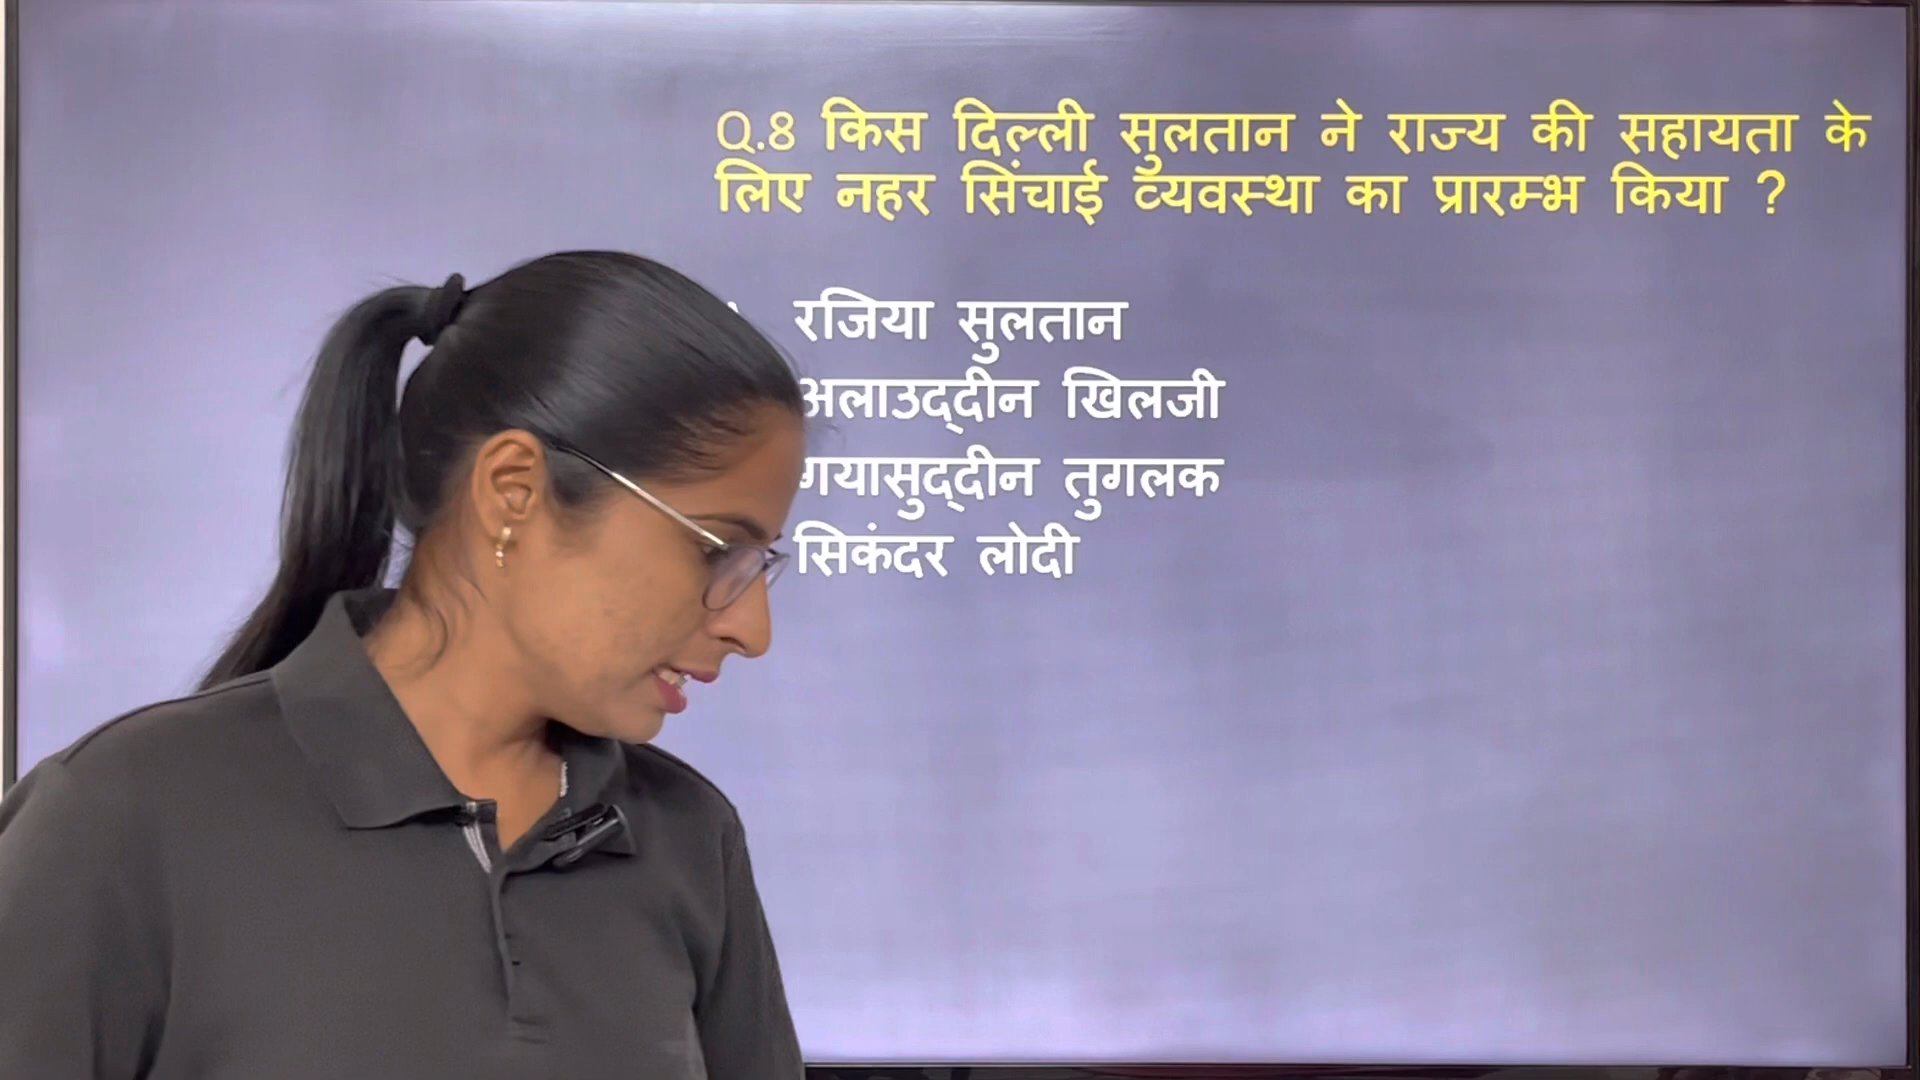 Q.8 किस दिल्ली सुलतान ने राज्य की सहायता के
लिए नहर सिंचाई व्यवस्था का प्रारम्भ किया ?
रजिया सुलतान
अलाउद्दीन खिलजी
गयासुद्दीन तुगलक
सिकंदर लोदी